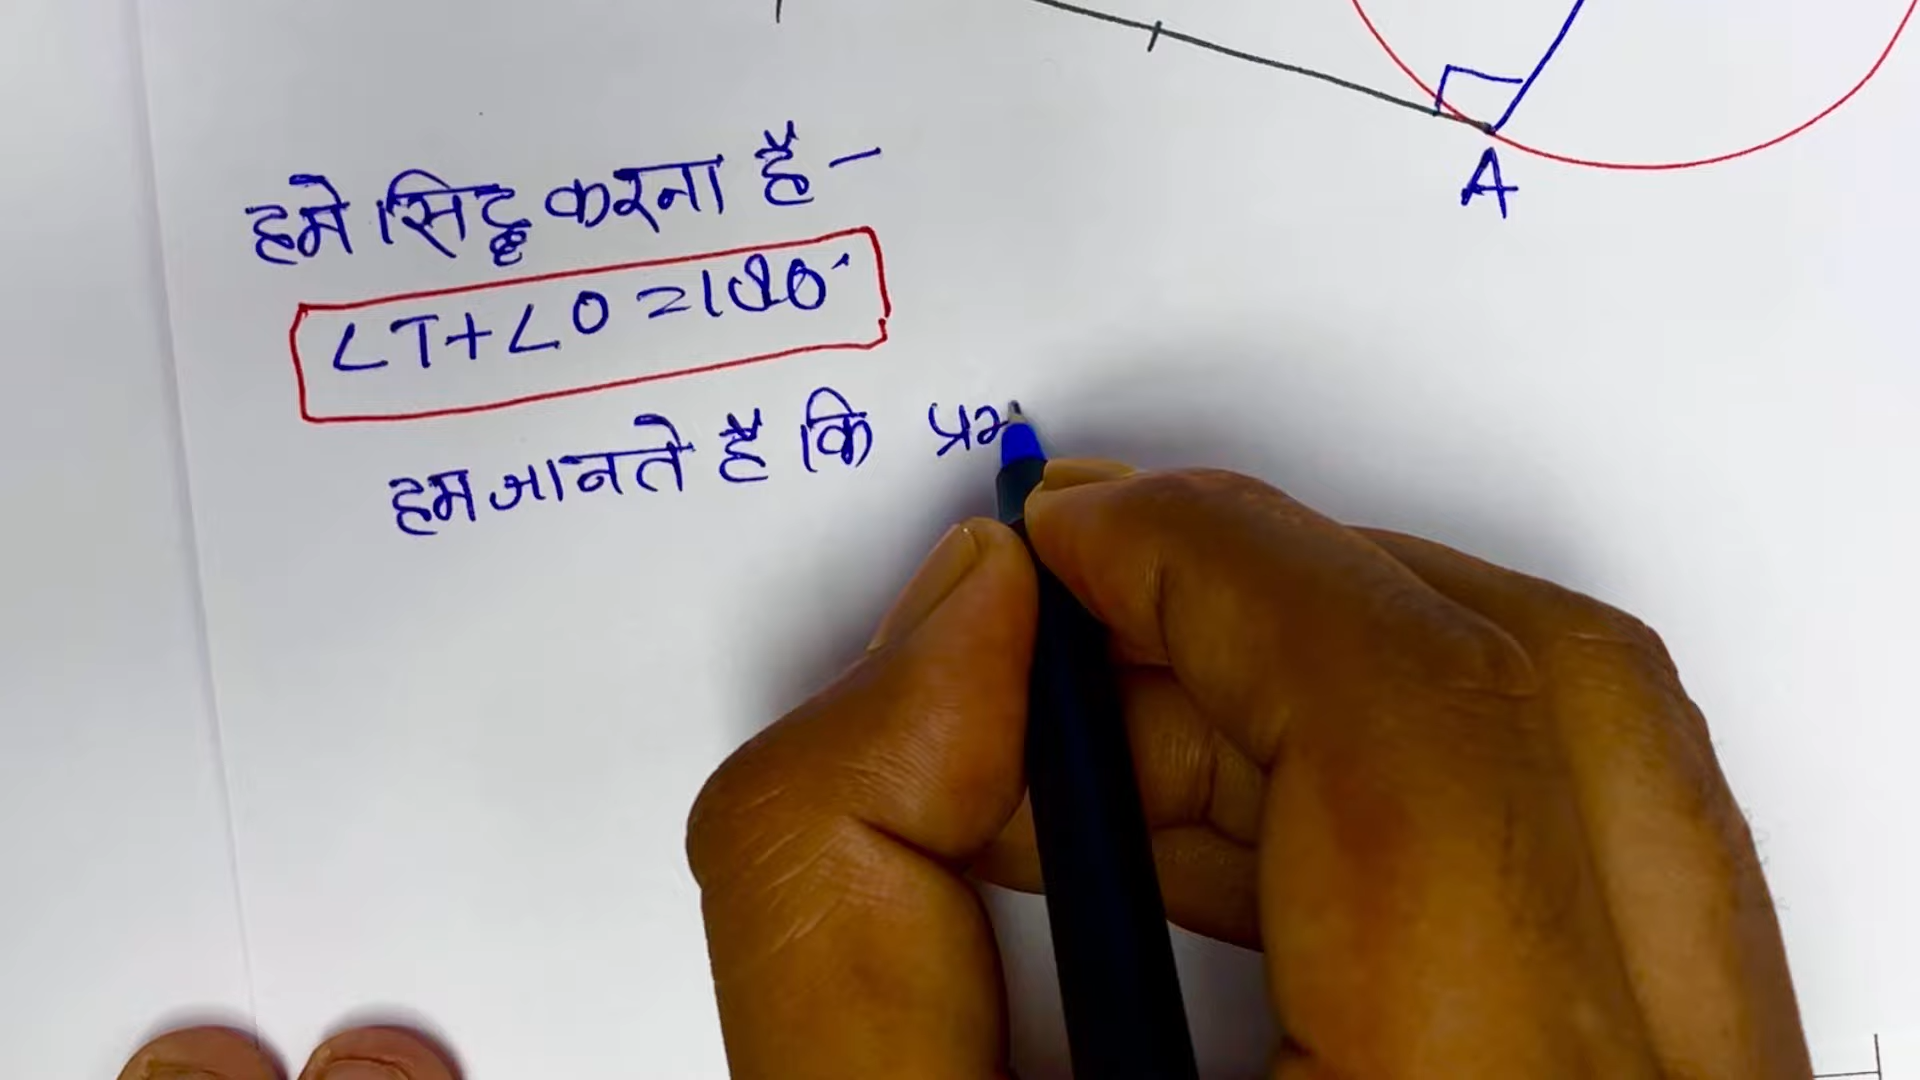 A
हमे सिद्ध करना है -
∠T+∠O = 180°
हम जानते है कि